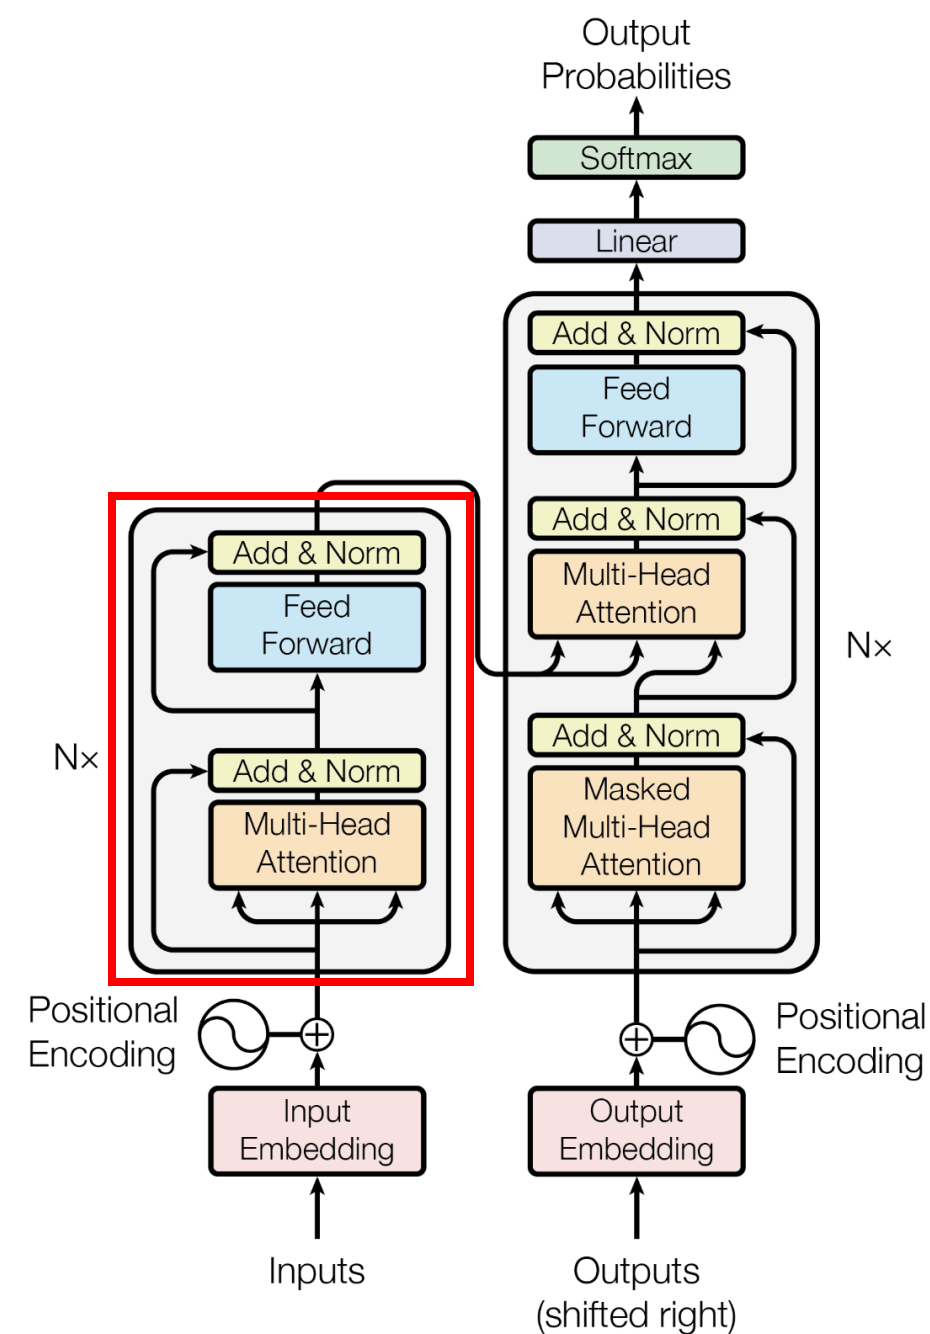 Output
Probabilities
Softmax
Linear
Add & Norm
Feed
Forward
Add & Norm
Multi-Head
Attention
N×
Add & Norm
Masked
Multi-Head
Attention
Add & Norm
Feed
Forward
N×
Add & Norm
Multi-Head
Attention
Positional
Encoding
Positional
Encoding
Input
Embedding
Output
Embedding
Inputs
Outputs
(shifted right)